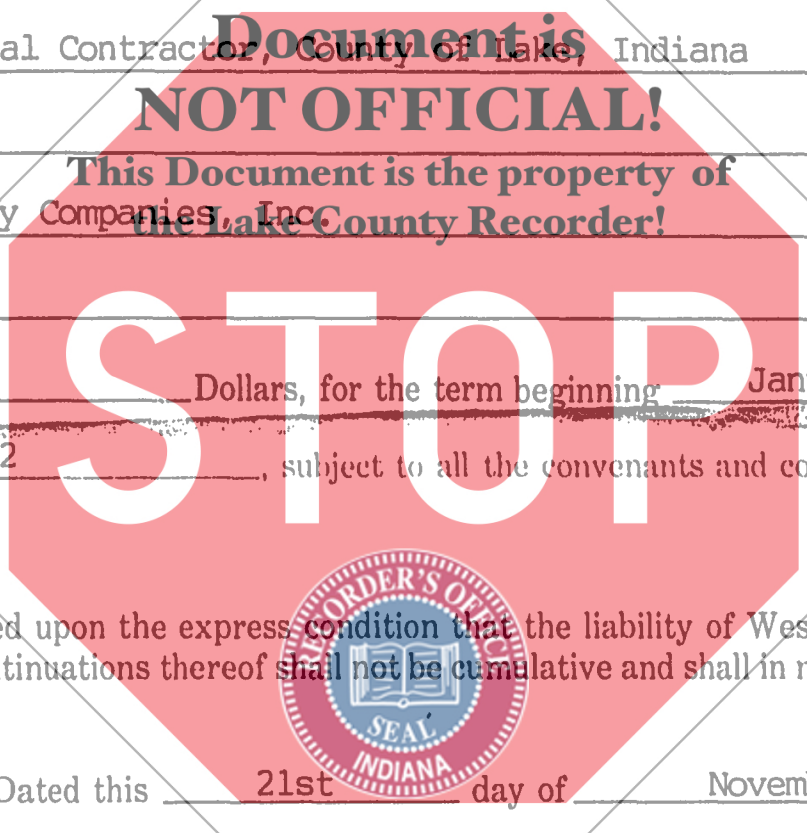 al Contractor, County of Lake, Indiana
Document is
NOT OFFICIAL!
This Document is the property of
y Companies, Inc.
the Lake County Recorder!
STOP
Dollars, for the term beginning Jan
2, subject to all the convenants and co
RECORDER'S OFFICE
ed upon the express condition that the liability of Wes
tinuations thereof shall not be cumulative and shall in n
SEAL
INDIANA
Dated this 21st day of Novem